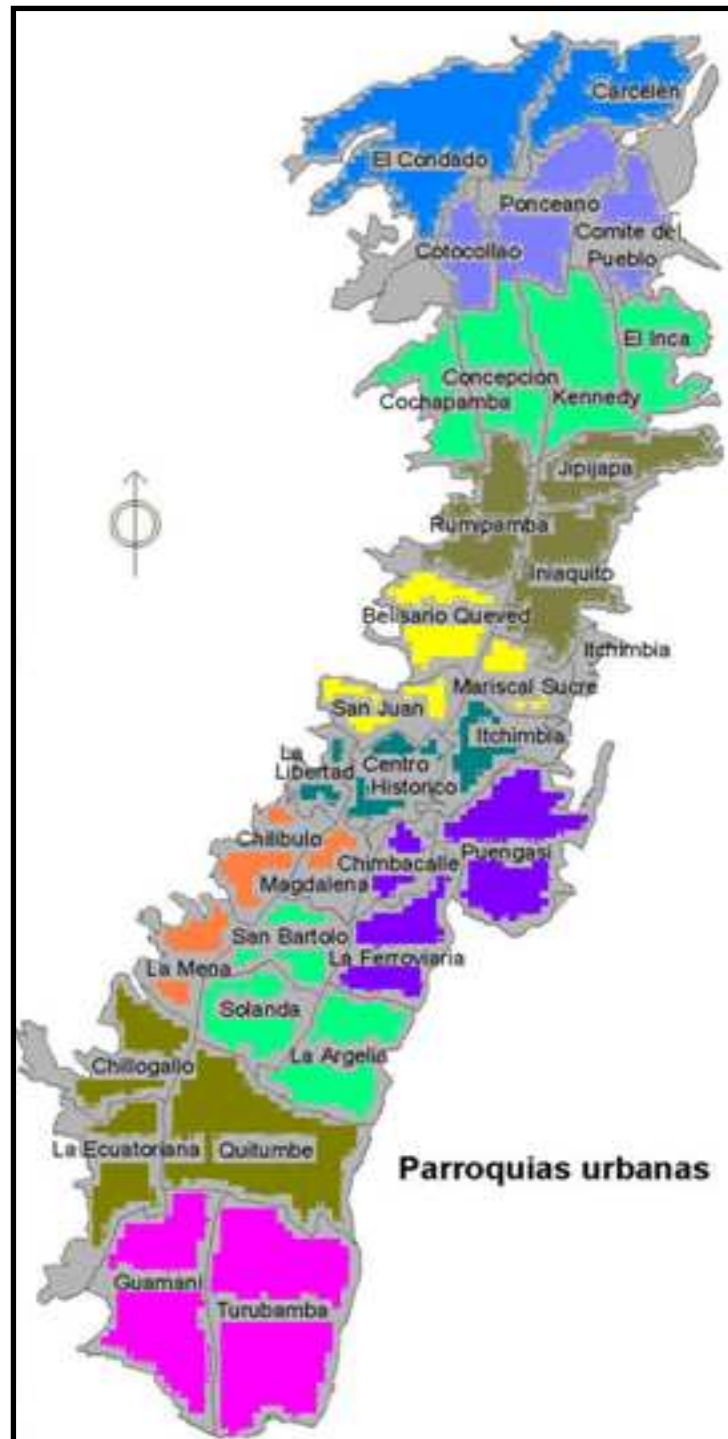 Carcelen
El Condado
Ponceano
Comite del
Pueblo
Cotocollao
El Inca
Concepcion
Cochapamba
Kennedy
Jipijapa
Rumipamba
Iniaquito
Belisario Queved
Itchimbia
Mariscal Sucre
San Juan
Itchimbia
La
Libertad
Centro
Historico
Chilibulo
Chimbacalle
Puengasi
Magdalena
San Bartolo
La Ferroviaria
La Mena
Solanda
La Argelia
Chillogallo
La Ecuatoriana
Quitumbe
Parroquias urbanas
Guamani
Turubamba